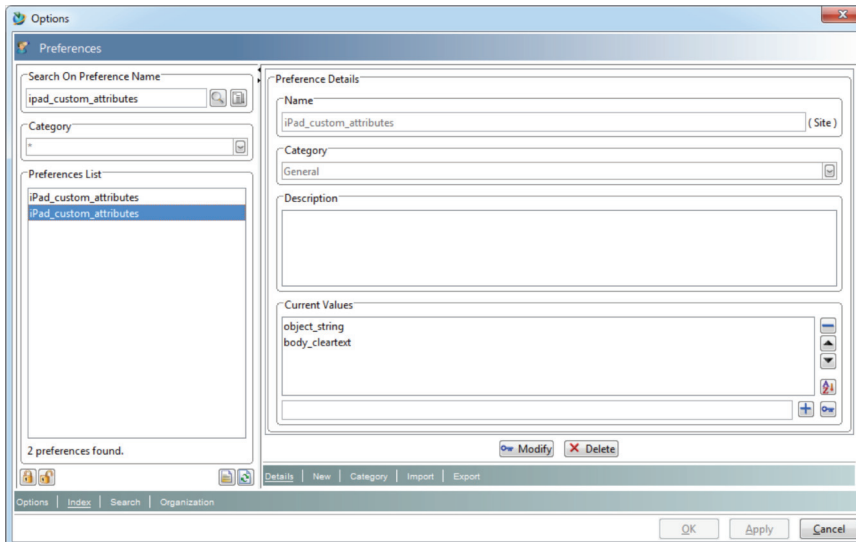 Options
Preferences
Search On Preference Name
ipad_custom_attributes
Category
*
Preferences List
iPad_custom_attributes
iPad_custom_attributes
2 preferences found.
Preference Details
Name
iPad_custom_attributes
( Site )
Category
General
Description
Current Values
object_string
body_cleartext
Modify
Delete
Details | New | Category | Import | Export
Options | Index | Search | Organization
OK
Apply
Cancel